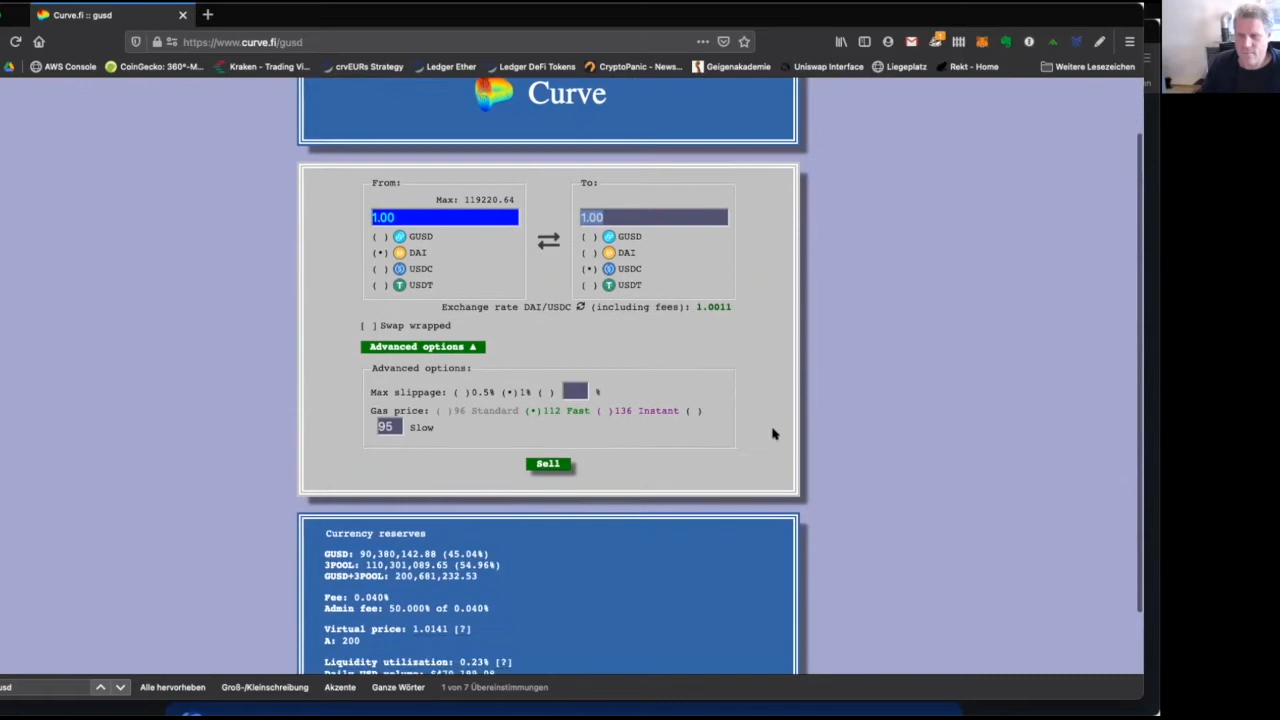 Curve.fi :: gusd
https://www.curve.fi/gusd
AWS Console CoinGecko: 360°-M... Kraken - Trading Vi... crvEURs Strategy Ledger Ether Ledger DeFi Tokens CryptoPanic - News... Geigenakademie Uniswap Interface Liegeplatz Rekt - Home Weitere Lesezeichen
Curve
From: To:
Max: 119220.64
1.00 1.00
( ) GUSD ( ) GUSD
(•) DAI ( ) DAI
( ) USDC (•) USDC
( ) USDT ( ) USDT
Exchange rate DAI/USDC (including fees): 1.0011
[ ] Swap wrapped
Advanced options ▲
Advanced options:
Max slippage: ( )0.5% (•)1% ( ) %
Gas price: ( )96 Standard (•)112 Fast ( )136 Instant ( )
95 Slow
Sell
Currency reserves
GUSD: 90,380,142.88 (45.04%)
3POOL: 110,301,089.65 (54.96%)
GUSD+3POOL: 200,681,232.53
Fee: 0.040%
Admin fee: 50.000% of 0.040%
Virtual price: 1.0141 [?]
A: 200
Liquidity utilization: 0.23% [?]
usd Alle hervorheben Groß-/Kleinschreibung Akzente Ganze Wörter 1 von 7 Übereinstimmungen